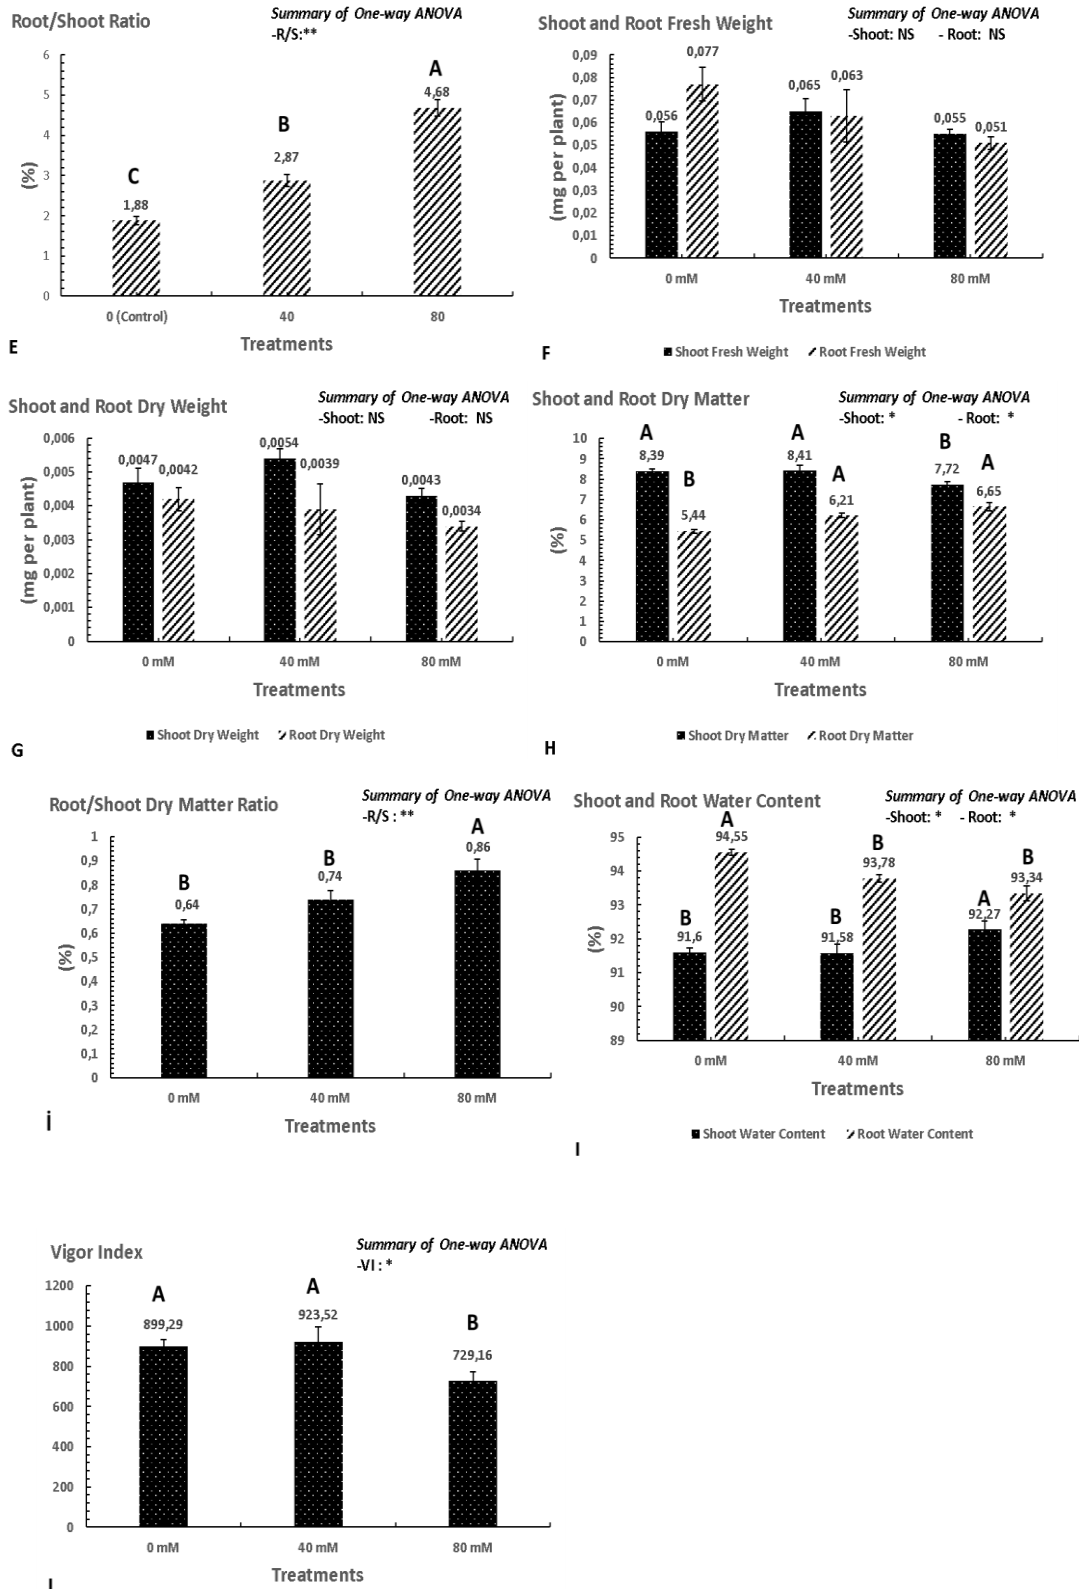 Root/Shoot Ratio
Summary of One-way ANOVA
-R/S:**
6
5
4
3
2
1
0
(%)
C
1,88
B
2,87
A
4,68
0 (Control)
40
80
Treatments
E
Shoot and Root Fresh Weight
Summary of One-way ANOVA
-Shoot: NS - Root: NS
0,09
0,08
0,07
0,06
0,05
0,04
0,03
0,02
0,01
0
(mg per plant)
0,056
0,077
0,065
0,063
0,055
0,051
0 mM
40 mM
80 mM
Treatments
F
Shoot Fresh Weight Root Fresh Weight
Shoot and Root Dry Weight
Summary of One-way ANOVA
-Shoot: NS -Root: NS
0,006
0,005
0,004
0,003
0,002
0,001
0
(mg per plant)
0,0047
0,0042
0,0054
0,0039
0,0043
0,0034
0 mM
40 mM
80 mM
Treatments
Shoot Dry Weight Root Dry Weight
G
Shoot and Root Dry Matter
Summary of One-way ANOVA
-Shoot: * - Root: *
10
9
8
7
6
5
4
3
2
1
0
(%)
A
8,39
B
5,44
A
8,41
A
6,21
B
7,72
A
6,65
0 mM
40 mM
80 mM
Treatments
Shoot Dry Matter Root Dry Matter
H
Root/Shoot Dry Matter Ratio
Summary of One-way ANOVA
-R/S : **
1
0,9
0,8
0,7
0,6
0,5
0,4
0,3
0,2
0,1
0
(%)
B
0,64
B
0,74
A
0,86
0 mM
40 mM
80 mM
Treatments
İ
Shoot and Root Water Content
Summary of One-way ANOVA
-Shoot: * - Root: *
95
94
93
92
91
90
89
(%)
B
91,6
A
94,55
B
91,58
B
93,78
A
92,27
B
93,34
0 mM
40 mM
80 mM
Treatments
Shoot Water Content Root Water Content
I
Vigor Index
Summary of One-way ANOVA
-VI : *
1200
1000
800
600
400
200
0
A
899,29
A
923,52
B
729,16
0 mM
40 mM
80 mM
Treatments